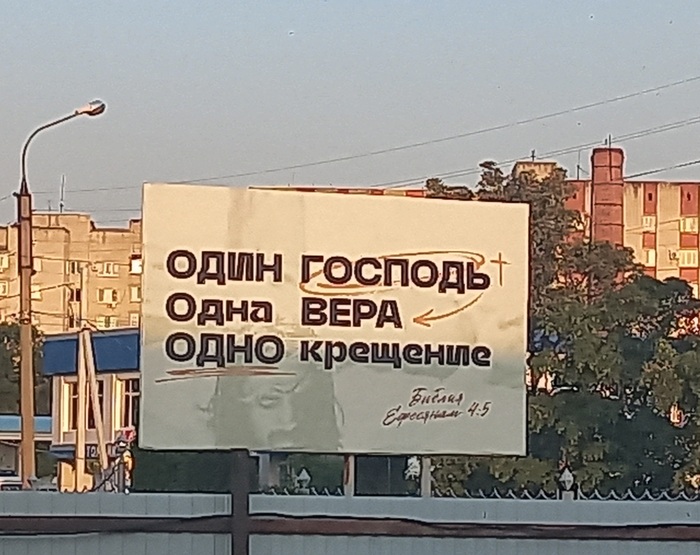 ОДИН ГОСПОДЬ
Одна ВЕРА
ОДНО крещение
Библия
Ефесянам 4:5